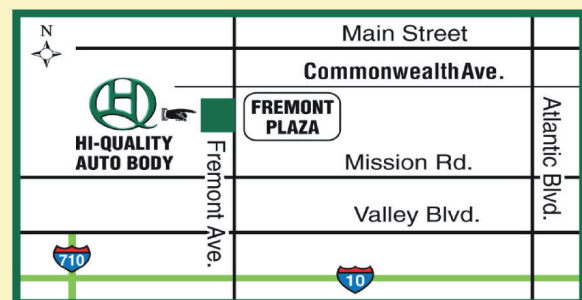 N
Main Street
Commonwealth Ave.
HQ
FREMONT
PLAZA
HI-QUALITY
AUTO BODY
Fremont Ave.
Atlantic Blvd.
Mission Rd.
Valley Blvd.
710
10